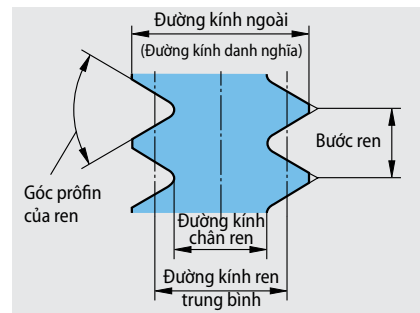 Đường kính ngoài
(Đường kính danh nghĩa)
Bước ren
Góc prôfin
của ren
Đường kính
chân ren
Đường kính ren
trung bình